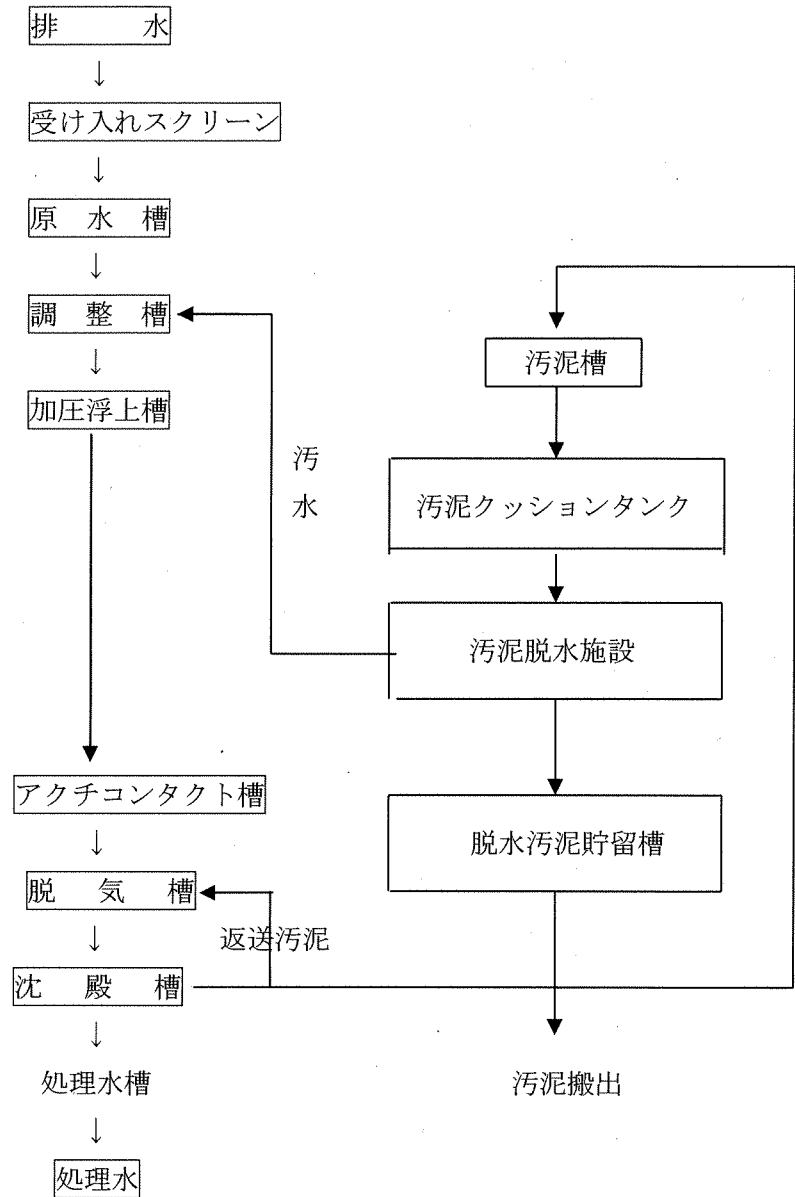 排　水
↓
受け入れスクリーン
↓
原　水　槽
↓
調　整　槽
↓
加圧浮上槽
汚水
汚泥槽
汚泥クッションタンク
汚泥脱水施設
脱水汚泥貯留槽
汚泥搬出
アクチコンタクト槽
↓
脱　気　槽
↓
返送汚泥
沈　殿　槽
↓
処理水槽
↓
処理水